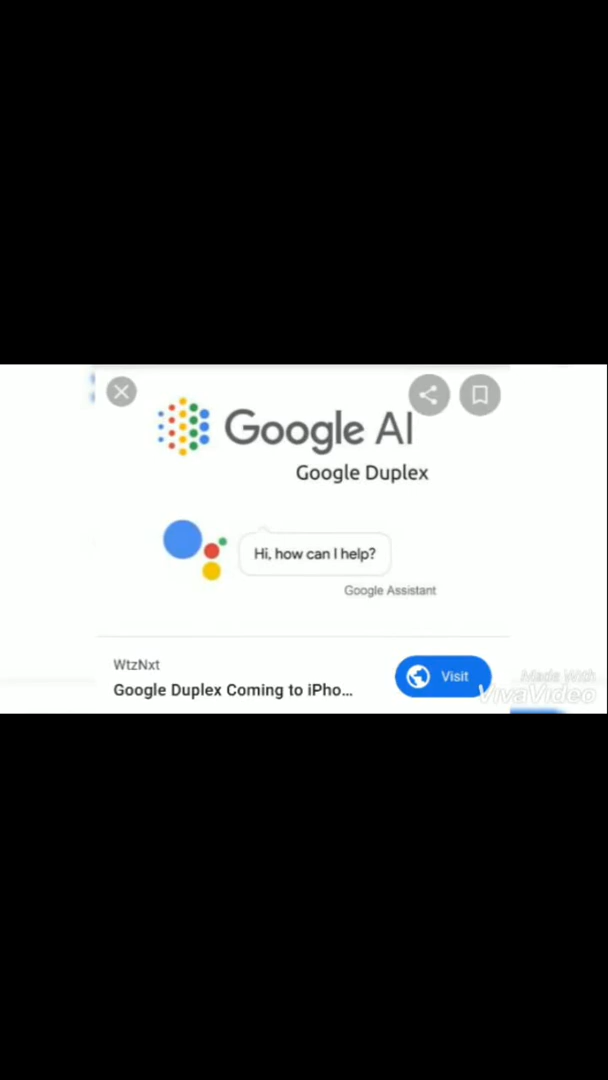 Google AI
Google Duplex
Hi, how can I help?
Google Assistant
WtzNxt
Google Duplex Coming to iPho...
Visit
Made With
VivaVideo